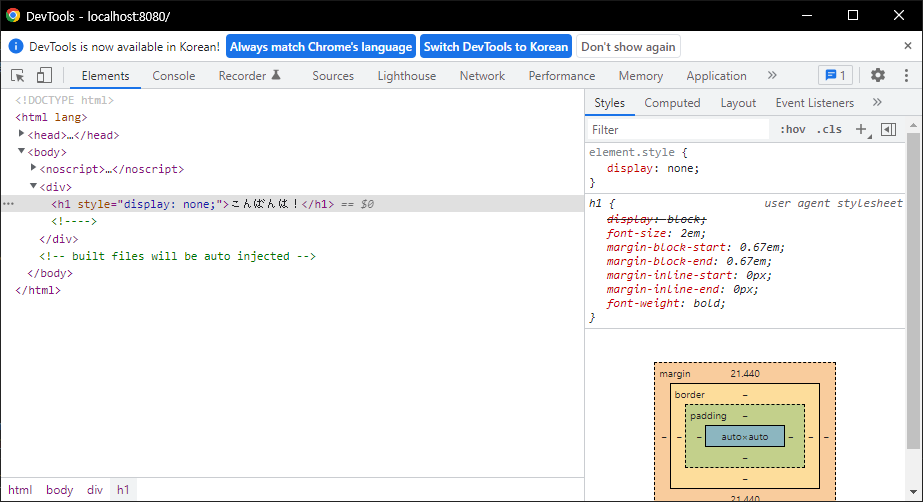 DevTools - localhost:8080/
DevTools is now available in Korean! Always match Chrome's language Switch DevTools to Korean Don't show again
Elements Console Recorder Sources Lighthouse Network Performance Memory Application » 1
<!DOCTYPE html>
<html lang>
<head>…</head>
<body>
<noscript>…</noscript>
<div>
<h1 style="display: none;">こんばんは！</h1> == $0
<!---->
</div>
<!-- built files will be auto injected -->
</body>
</html>
html body div h1
Styles Computed Layout Event Listeners »
Filter :hov .cls
element.style {
display: none;
}
h1 { user agent stylesheet
display: block;
font-size: 2em;
margin-block-start: 0.67em;
margin-block-end: 0.67em;
margin-inline-start: 0px;
margin-inline-end: 0px;
font-weight: bold;
}
margin 21.440
border –
padding –
– – – auto×auto – – –
–
–
21.440